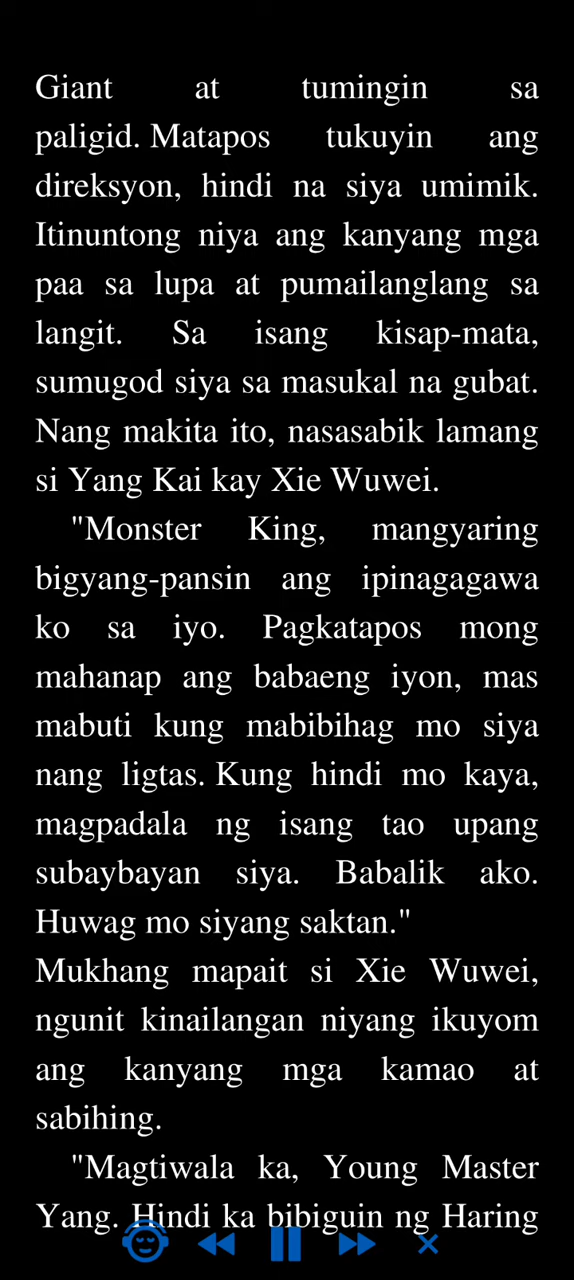 Giant at tumingin sa
paligid. Matapos tukuyin ang
direksyon, hindi na siya umimik.
Itinuntong niya ang kanyang mga
paa sa lupa at pumailanglang sa
langit. Sa isang kisap-mata,
sumugod siya sa masukal na gubat.
Nang makita ito, nasasabik lamang
si Yang Kai kay Xie Wuwei.
"Monster King, mangyaring
bigyang-pansin ang ipinagagawa
ko sa iyo. Pagkatapos mong
mahanap ang babaeng iyon, mas
mabuti kung mabibihag mo siya
nang ligtas. Kung hindi mo kaya,
magpadala ng isang tao upang
subaybayan siya. Babalik ako.
Huwag mo siyang saktan."
Mukhang mapait si Xie Wuwei,
ngunit kinailangan niyang ikuyom
ang kanyang mga kamao at
sabihing.
"Magtiwala ka, Young Master
Yang. Hindi ka bibiguin ng Haring